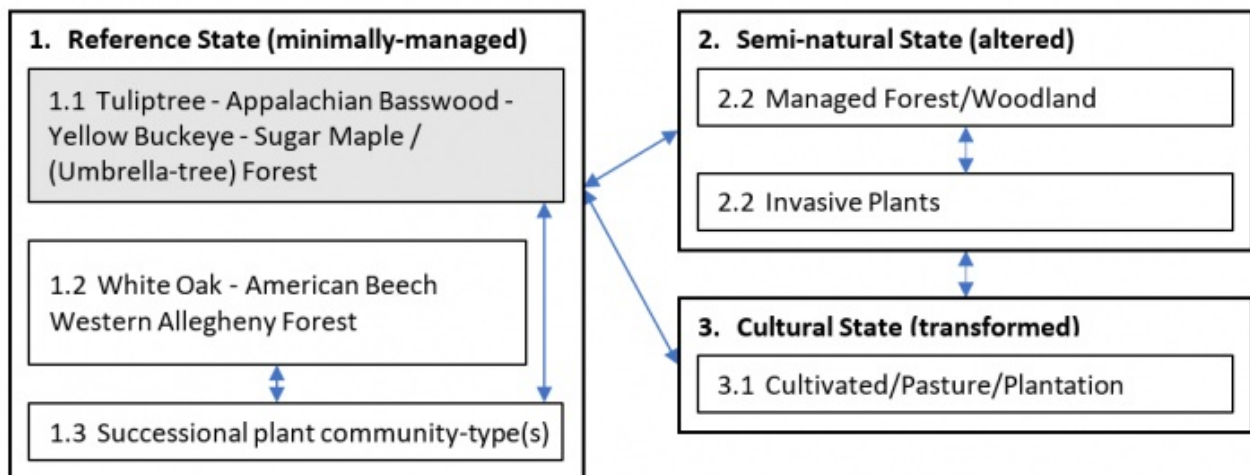 1. Reference State (minimally-managed)
1.1 Tuliptree - Appalachian Basswood -
Yellow Buckeye - Sugar Maple /
(Umbrella-tree) Forest
1.2 White Oak - American Beech
Western Allegheny Forest
1.3 Successional plant community-type(s)
2. Semi-natural State (altered)
2.2 Managed Forest/Woodland
2.2 Invasive Plants
3. Cultural State (transformed)
3.1 Cultivated/Pasture/Plantation